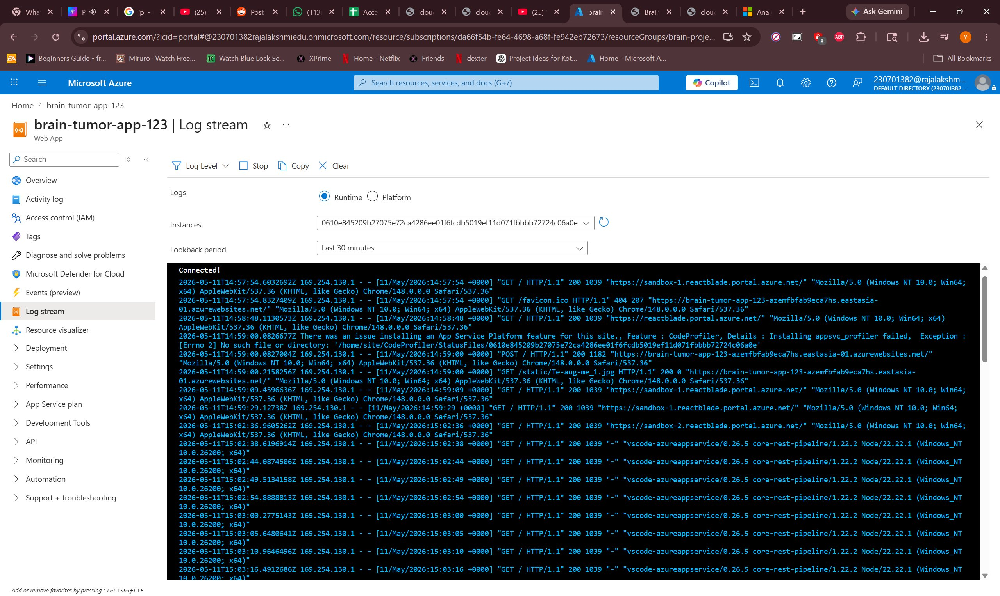 Wha
P
ipl -
(25)
Post
(113)
Acce
clou
clou
(25)
brain
Brain
clou
Anal
Ask Gemini
portal.azure.com/?icid=portal#@230701382rajalakshmiedu.onmicrosoft.com/resource/subscriptions/da66f54b-fe64-4698-a68f-fe942eb72673/resourceGroups/brain-proje...
8
ABP
Y
EA
Beginners Guide • fr...
Miruro · Watch Free...
Watch Blue Lock Se...
XPrime
Home - Netflix
Friends
dexter
Project Ideas for Kot...
Home - Microsoft A...
All Bookmarks
Microsoft Azure
Search resources, services, and docs (G+/)
Copilot
230701382@rajalakshm...
DEFAULT DIRECTORY (230701382...
Home > brain-tumor-app-123
brain-tumor-app-123 | Log stream
Web App
Search
Overview
Activity log
Access control (IAM)
Tags
Diagnose and solve problems
Microsoft Defender for Cloud
Events (preview)
Log stream
Resource visualizer
Deployment
Settings
Performance
App Service plan
Development Tools
API
Monitoring
Automation
Support + troubleshooting
Add or remove favorites by pressing Ctrl+Shift+F
Log Level
Stop
Copy
Clear
Logs
Runtime
Platform
Instances
0610e845209b27075e72ca4286ee01f6fcdb5019ef11d071fbbbb72724c06a0e
Lookback period
Last 30 minutes
Connected!
2026-05-11T14:57:54.6032692Z 169.254.130.1 - - [11/May/2026:14:57:54 +0000] "GET / HTTP/1.1" 200 1039 "https://sandbox-1.reactblade.portal.azure.net/" "Mozilla/5.0 (Windows NT 10.0; Win64;
x64) AppleWebKit/537.36 (KHTML, like Gecko) Chrome/148.0.0.0 Safari/537.36"
2026-05-11T14:57:54.8327409Z 169.254.130.1 - - [11/May/2026:14:57:54 +0000] "GET /favicon.ico HTTP/1.1" 404 207 "https://brain-tumor-app-123-azemfbfab9eca7hs.eastasia-
01.azurewebsites.net/" "Mozilla/5.0 (Windows NT 10.0; Win64; x64) AppleWebKit/537.36 (KHTML, like Gecko) Chrome/148.0.0.0 Safari/537.36"
2026-05-11T14:58:48.1130573Z 169.254.130.1 - - [11/May/2026:14:58:48 +0000] "GET / HTTP/1.1" 200 1039 "https://reactblade.portal.azure.net/" "Mozilla/5.0 (Windows NT 10.0; Win64; x64)
AppleWebKit/537.36 (KHTML, like Gecko) Chrome/148.0.0.0 Safari/537.36"
2026-05-11T14:59:00.0826677Z There was an issue installing an App Service Platform feature for this site., Feature : CodeProfiler, Details : Installing appsvc_profiler failed,  Exception :
[Errno 2] No such file or directory: '/home/site/CodeProfiler/StatusFiles/0610e845209b27075e72ca4286ee01f6fcdb5019ef11d071fbbbb72724c06a0e'
2026-05-11T14:59:00.0827004Z 169.254.130.1 - - [11/May/2026:14:59:00 +0000] "POST / HTTP/1.1" 200 1182 "https://brain-tumor-app-123-azemfbfab9eca7hs.eastasia-01.azurewebsites.net/"
"Mozilla/5.0 (Windows NT 10.0; Win64; x64) AppleWebKit/537.36 (KHTML, like Gecko) Chrome/148.0.0.0 Safari/537.36"
2026-05-11T14:59:00.2158256Z 169.254.130.1 - - [11/May/2026:14:59:00 +0000] "GET /static/Te-aug-me_1.jpg HTTP/1.1" 200 0 "https://brain-tumor-app-123-azemfbfab9eca7hs.eastasia-
01.azurewebsites.net/" "Mozilla/5.0 (Windows NT 10.0; Win64; x64) AppleWebKit/537.36 (KHTML, like Gecko) Chrome/148.0.0.0 Safari/537.36"
2026-05-11T14:59:09.4596636Z 169.254.130.1 - - [11/May/2026:14:59:09 +0000] "GET / HTTP/1.1" 200 1039 "https://sandbox-1.reactblade.portal.azure.net/" "Mozilla/5.0 (Windows NT 10.0; Win64;
x64) AppleWebKit/537.36 (KHTML, like Gecko) Chrome/148.0.0.0 Safari/537.36"
2026-05-11T14:59:29.12738Z 169.254.130.1 - - [11/May/2026:14:59:29 +0000] "GET / HTTP/1.1" 200 1039 "https://sandbox-1.reactblade.portal.azure.net/" "Mozilla/5.0 (Windows NT 10.0; Win64;
x64) AppleWebKit/537.36 (KHTML, like Gecko) Chrome/148.0.0.0 Safari/537.36"
2026-05-11T15:02:36.9605262Z 169.254.130.1 - - [11/May/2026:15:02:36 +0000] "GET / HTTP/1.1" 200 1039 "https://sandbox-2.reactblade.portal.azure.net/" "Mozilla/5.0 (Windows NT 10.0; Win64;
x64) AppleWebKit/537.36 (KHTML, like Gecko) Chrome/148.0.0.0 Safari/537.36"
2026-05-11T15:02:38.6196914Z 169.254.130.1 - - [11/May/2026:15:02:38 +0000] "GET / HTTP/1.1" 200 1039 "-" "vscode-azureappservice/0.26.5 core-rest-pipeline/1.22.2 Node/22.22.1 (Windows_NT
10.0.26200; x64)"
2026-05-11T15:02:44.0874506Z 169.254.130.1 - - [11/May/2026:15:02:44 +0000] "GET / HTTP/1.1" 200 1039 "-" "vscode-azureappservice/0.26.5 core-rest-pipeline/1.22.2 Node/22.22.1 (Windows_NT
10.0.26200; x64)"
2026-05-11T15:02:49.5134158Z 169.254.130.1 - - [11/May/2026:15:02:49 +0000] "GET / HTTP/1.1" 200 1039 "-" "vscode-azureappservice/0.26.5 core-rest-pipeline/1.22.2 Node/22.22.1 (Windows_NT
10.0.26200; x64)"
2026-05-11T15:02:54.8888813Z 169.254.130.1 - - [11/May/2026:15:02:54 +0000] "GET / HTTP/1.1" 200 1039 "-" "vscode-azureappservice/0.26.5 core-rest-pipeline/1.22.2 Node/22.22.1 (Windows_NT
10.0.26200; x64)"
2026-05-11T15:03:00.2775143Z 169.254.130.1 - - [11/May/2026:15:03:00 +0000] "GET / HTTP/1.1" 200 1039 "-" "vscode-azureappservice/0.26.5 core-rest-pipeline/1.22.2 Node/22.22.1 (Windows_NT
10.0.26200; x64)"
2026-05-11T15:03:05.6480641Z 169.254.130.1 - - [11/May/2026:15:03:05 +0000] "GET / HTTP/1.1" 200 1039 "-" "vscode-azureappservice/0.26.5 core-rest-pipeline/1.22.2 Node/22.22.1 (Windows_NT
10.0.26200; x64)"
2026-05-11T15:03:10.9646496Z 169.254.130.1 - - [11/May/2026:15:03:10 +0000] "GET / HTTP/1.1" 200 1039 "-" "vscode-azureappservice/0.26.5 core-rest-pipeline/1.22.2 Node/22.22.1 (Windows_NT
10.0.26200; x64)"
2026-05-11T15:03:16.4912686Z 169.254.130.1 - - [11/May/2026:15:03:16 +0000] "GET / HTTP/1.1" 200 1039 "-" "vscode-azureappservice/0.26.5 core-rest-pipeline/1.22.2 Node/22.22.1 (Windows_NT
10.0.26200; x64)"